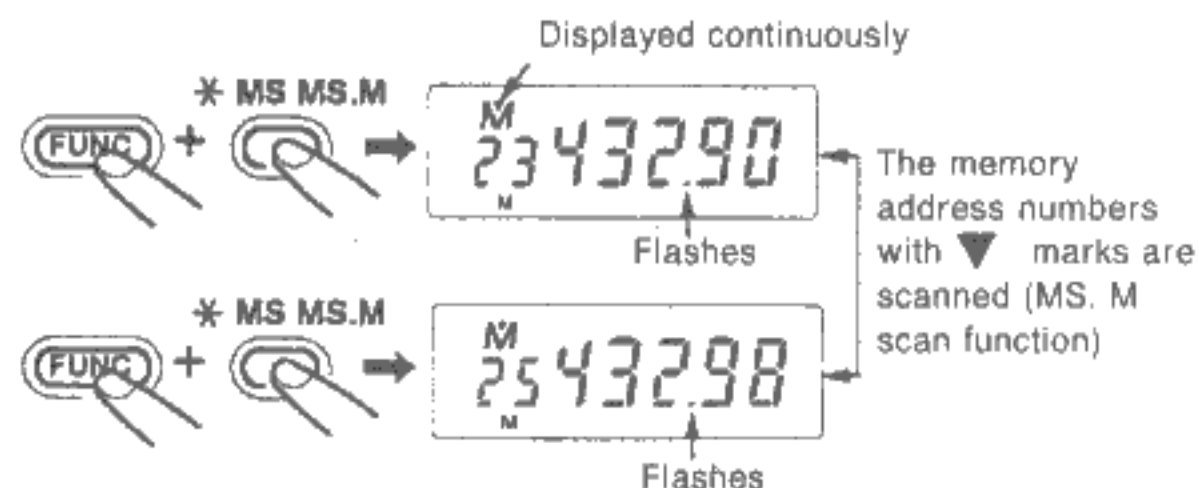 Displayed continuously
* MS MS.M
FUNC + 
M
23 432.90
M
Flashes
The memory
address numbers
with ▼ marks are
scanned (MS. M
scan function)
* MS MS.M
FUNC +
M
25 432.98
M
Flashes